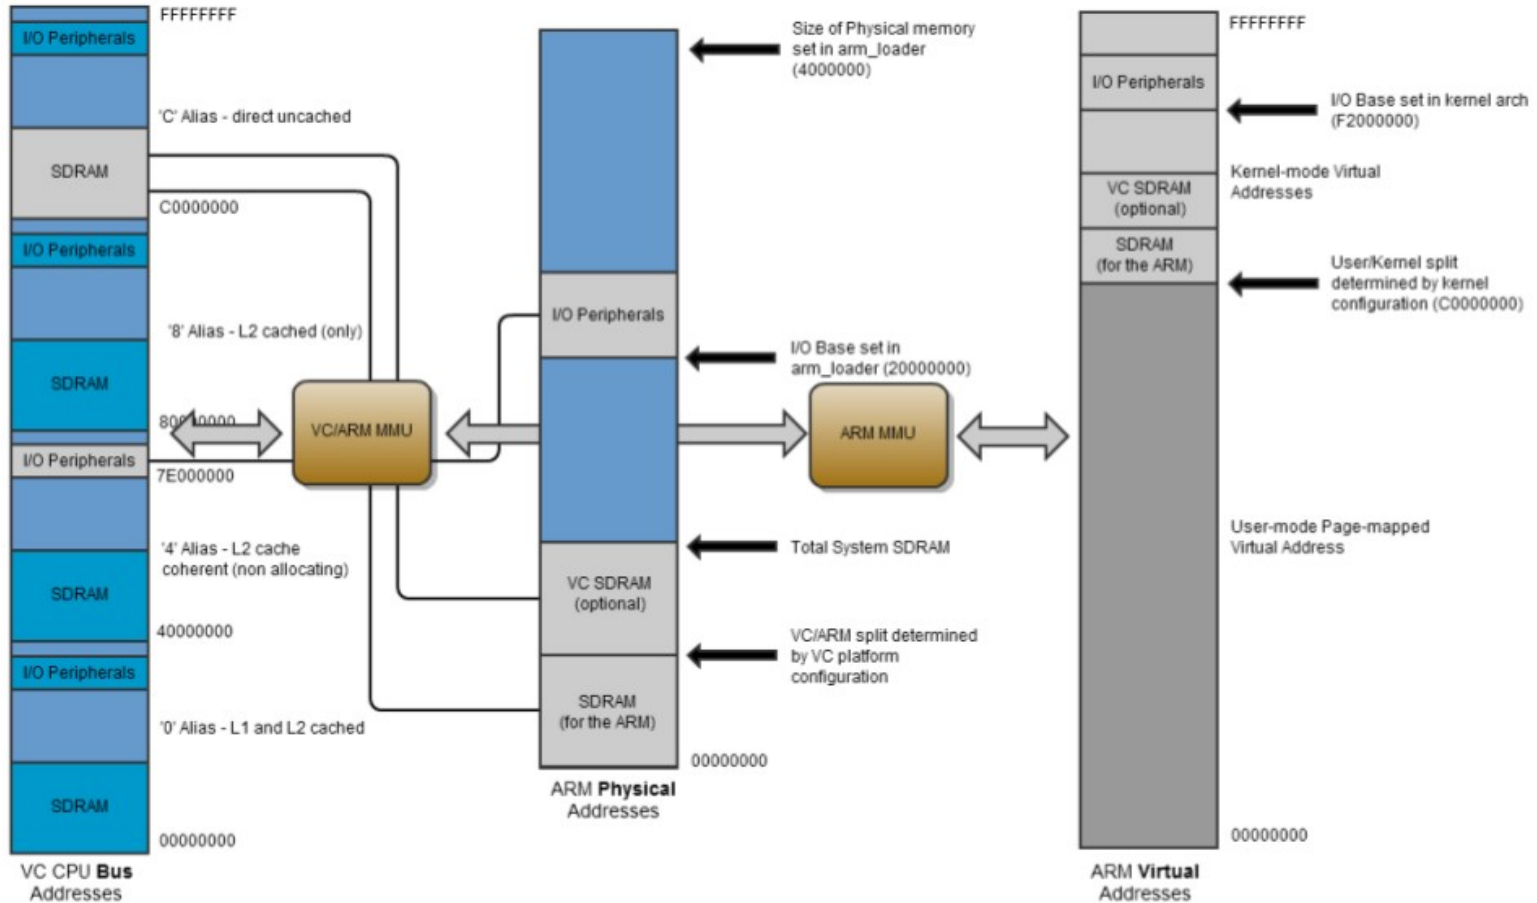 FFFFFFFF
I/O Peripherals
'C' Alias - direct uncached
SDRAM
C0000000
I/O Peripherals
'8' Alias - L2 cached (only)
SDRAM
80000000
I/O Peripherals
7E000000
'4' Alias - L2 cache
coherent (non allocating)
SDRAM
40000000
I/O Peripherals
'0' Alias - L1 and L2 cached
SDRAM
00000000
VC CPU Bus
Addresses
VC/ARM MMU
Size of Physical memory
set in arm_loader
(4000000)
I/O Peripherals
I/O Base set in
arm_loader (20000000)
Total System SDRAM
VC SDRAM
(optional)
VC/ARM split determined
by VC platform
configuration
SDRAM
(for the ARM)
00000000
ARM Physical
Addresses
ARM MMU
FFFFFFFF
I/O Peripherals
I/O Base set in kernel arch
(F2000000)
Kernel-mode Virtual
Addresses
VC SDRAM
(optional)
SDRAM
(for the ARM)
User/Kernel split
determined by kernel
configuration (C0000000)
User-mode Page-mapped
Virtual Address
00000000
ARM Virtual
Addresses